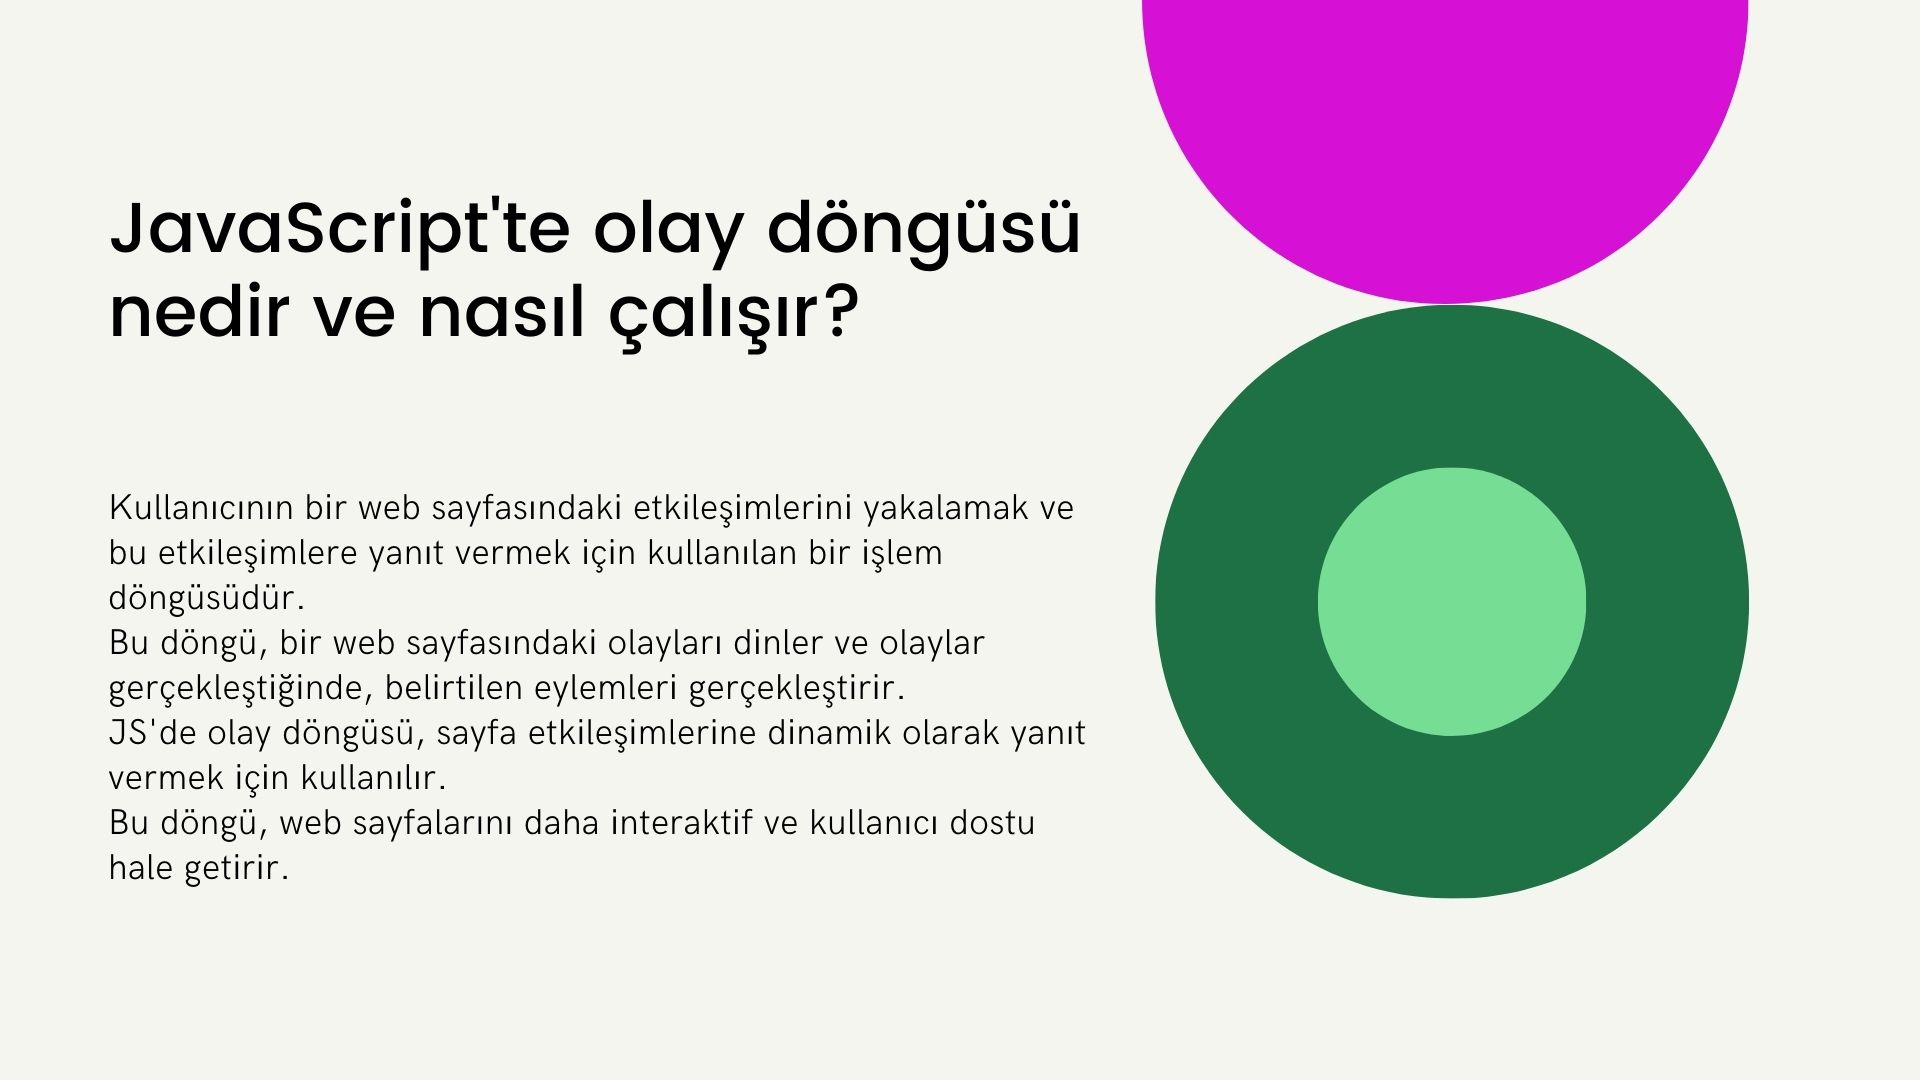 JavaScript'te olay döngüsü
nedir ve nasıl çalışır?
Kullanıcının bir web sayfasındaki etkileşimlerini yakalamak ve
bu etkileşimlere yanıt vermek için kullanılan bir işlem
döngüsüdür.
Bu döngü, bir web sayfasındaki olayları dinler ve olaylar
gerçekleştiğinde, belirtilen eylemleri gerçekleştirir.
JS'de olay döngüsü, sayfa etkileşimlerine dinamik olarak yanıt
vermek için kullanılır.
Bu döngü, web sayfalarını daha interaktif ve kullanıcı dostu
hale getirir.